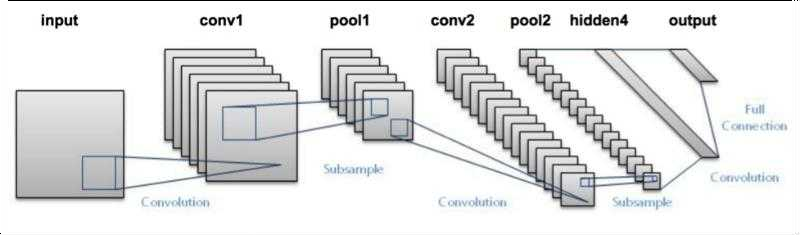 input conv1 pool1 conv2 pool2 hidden4 output
Full
Connection
Subsample
Convolution
Convolution Convolution Subsample